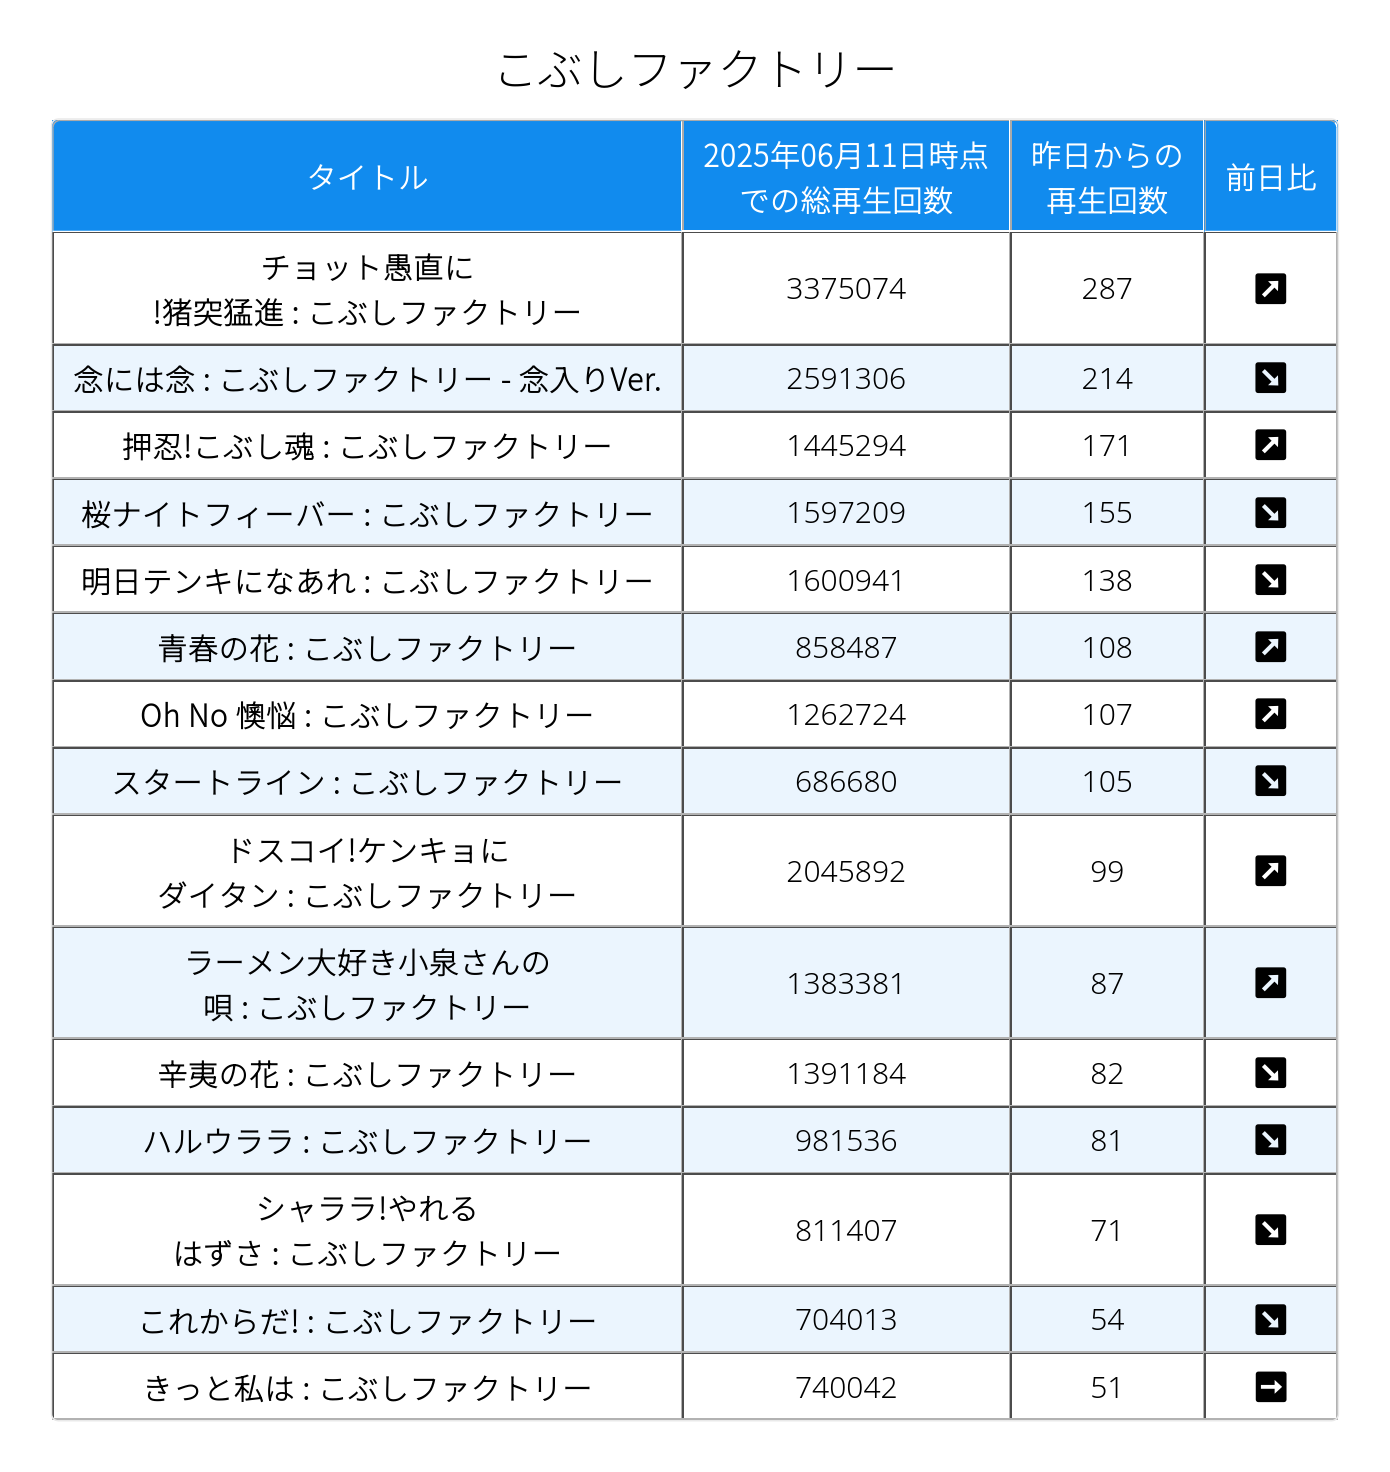 こぶしファクトリー
タイトル
2025年06月11日時点
での総再生回数
昨日からの
再生回数
前日比
チョット愚直に
!猪突猛進 : こぶしファクトリー
3375074
287
念には念 : こぶしファクトリー - 念入りVer.
2591306
214
押忍!こぶし魂 : こぶしファクトリー
1445294
171
桜ナイトフィーバー : こぶしファクトリー
1597209
155
明日テンキになあれ : こぶしファクトリー
1600941
138
青春の花 : こぶしファクトリー
858487
108
Oh No 懊悩 : こぶしファクトリー
1262724
107
スタートライン : こぶしファクトリー
686680
105
ドスコイ!ケンキョに
ダイタン : こぶしファクトリー
2045892
99
ラーメン大好き小泉さんの
唄 : こぶしファクトリー
1383381
87
辛夷の花 : こぶしファクトリー
1391184
82
ハルウララ : こぶしファクトリー
981536
81
シャララ!やれる
はずさ : こぶしファクトリー
811407
71
これからだ! : こぶしファクトリー
704013
54
きっと私は : こぶしファクトリー
740042
51